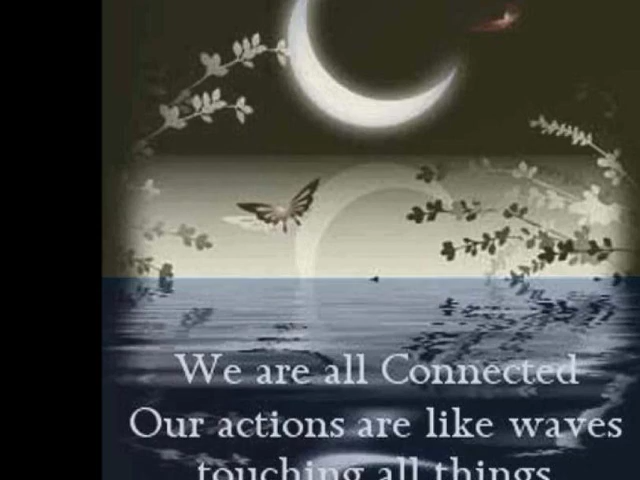 We are all Connected
Our actions are like waves
touching all things